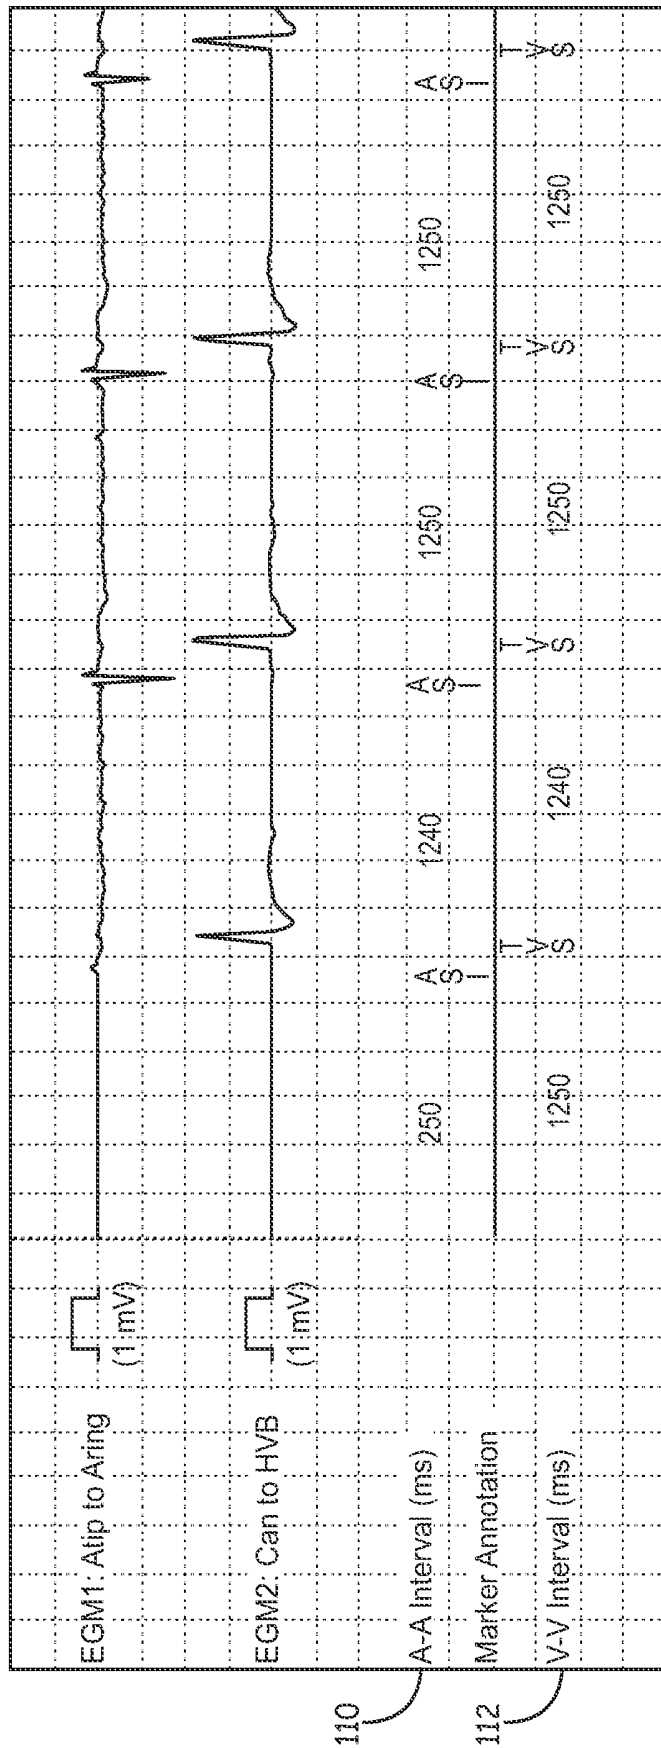 EGM1: Atip to Aring
(1 mV)
EGM2: Can to HVB
(1 mV)
110
A-A Interval (ms)
250 1240 1250 1250
Marker Annotation
A S A S A S A S
V S V S V S V S
112
V-V Interval (ms)
1250 1240 1250 1250